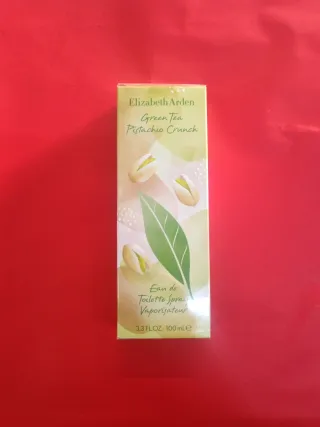 Elizabeth Arden
Green Tea
Pistachio Crunch
Eau de
Toilette Spray
Vaporisateur
3.3 FL.OZ. 100 ml e